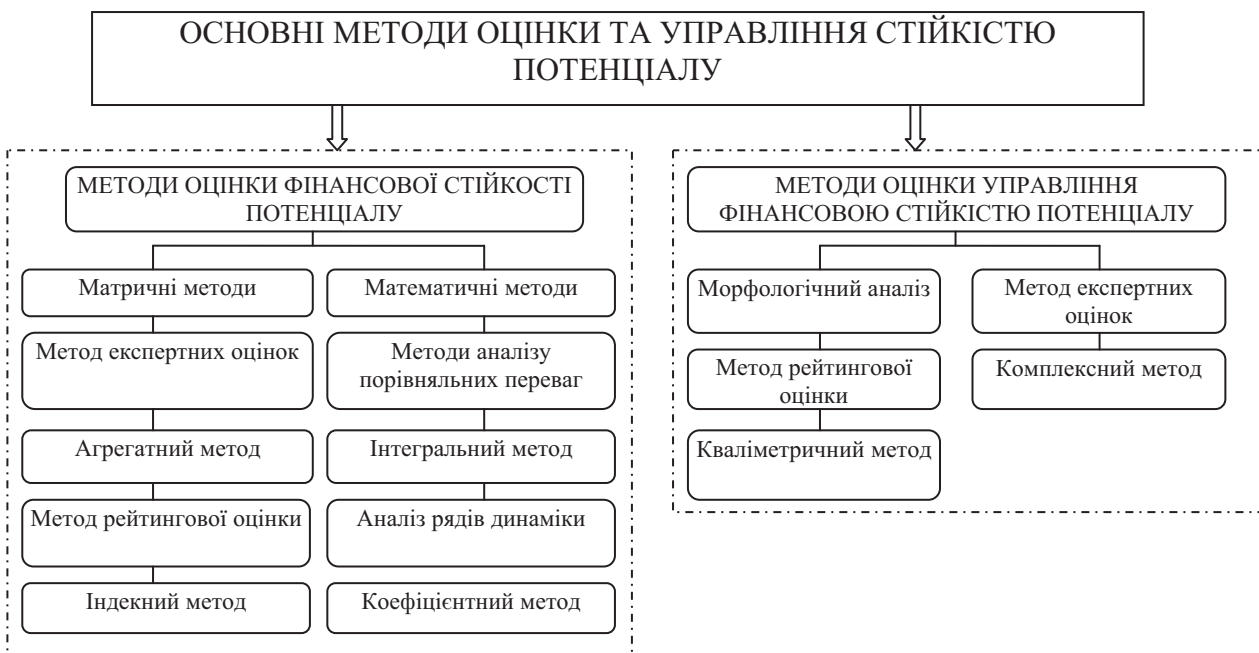 ОСНОВНІ МЕТОДИ ОЦІНКИ ТА УПРАВЛІННЯ СТІЙКІСТЮ
ПОТЕНЦІАЛУ
МЕТОДИ ОЦІНКИ ФІНАНСОВОЇ СТІЙКОСТІ
ПОТЕНЦІАЛУ
Матричні методи
Метод експертних оцінок
Агрегатний метод
Метод рейтингової оцінки
Індекний метод
Математичні методи
Методи аналізу
порівняльних переваг
Інтегральний метод
Аналіз рядів динаміки
Коефіцієнтний метод
МЕТОДИ ОЦІНКИ УПРАВЛІННЯ
ФІНАНСОВОЮ СТІЙКІСТЮ ПОТЕНЦІАЛУ
Морфологічний аналіз
Метод рейтингової
оцінки
Кваліметричний метод
Метод експертних
оцінок
Комплексний метод